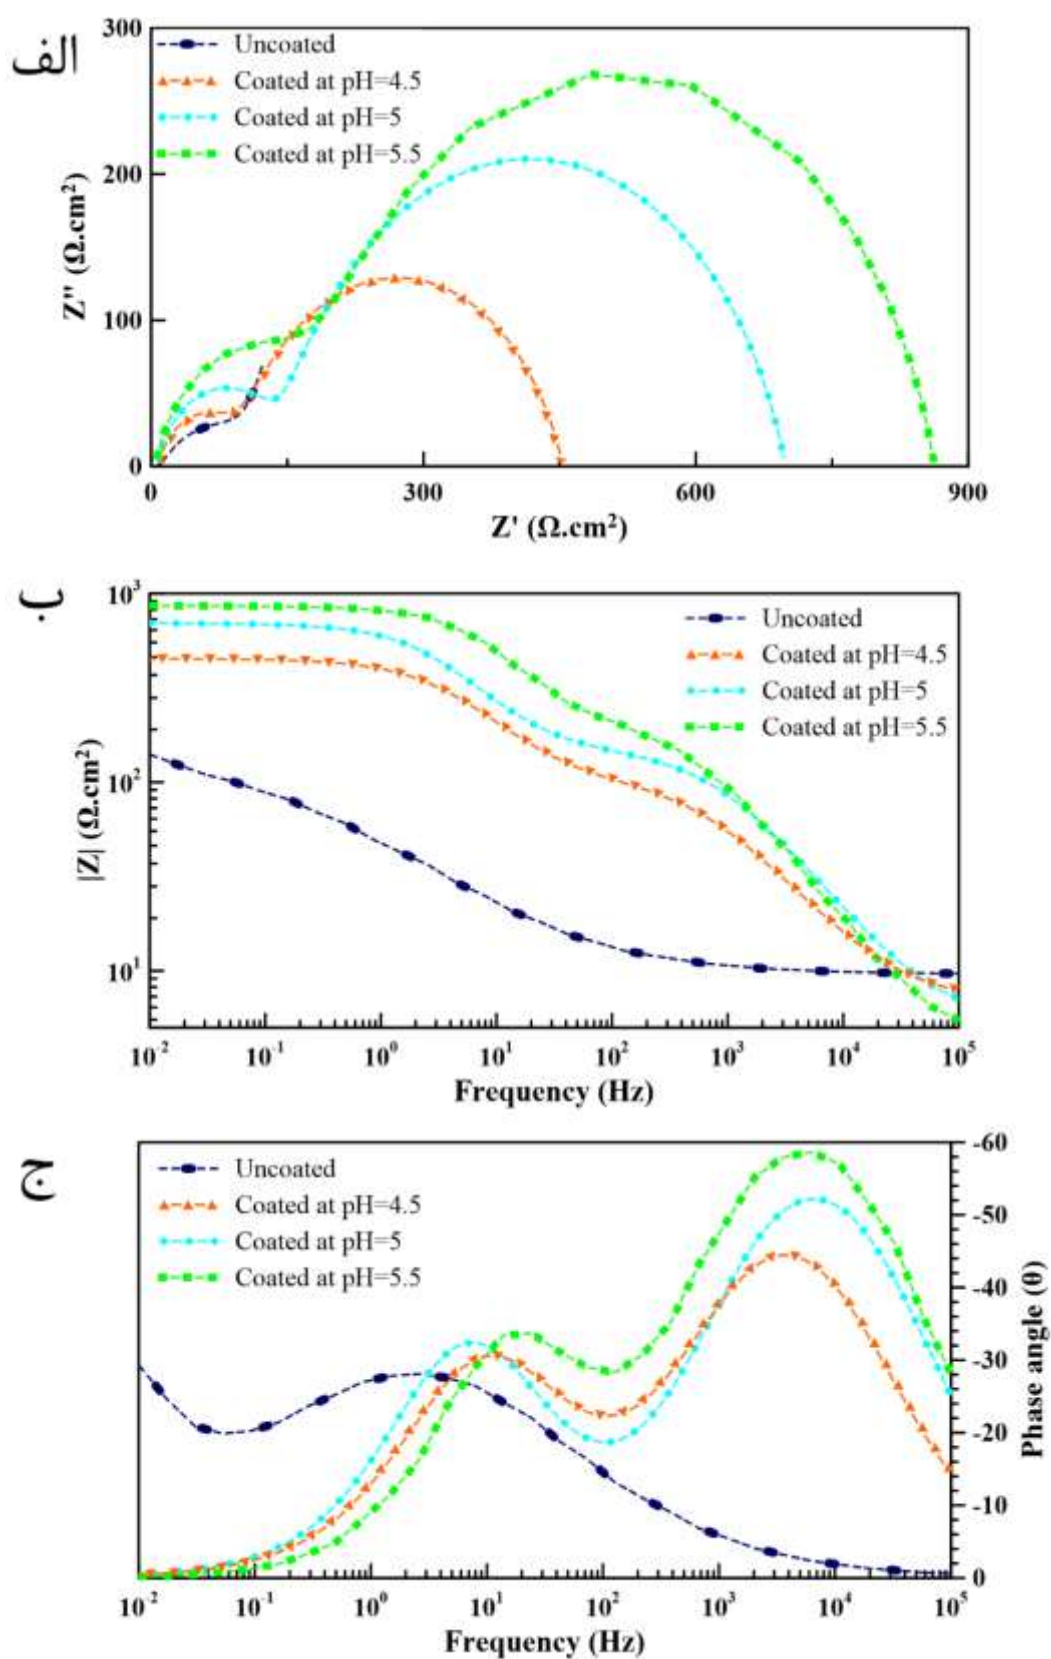 الف
300
200
100
0
Z'' (Ω.cm²)
Uncoated
Coated at pH=4.5
Coated at pH=5
Coated at pH=5.5
0 300 600 900
Z' (Ω.cm²)
ب
10³
10²
10¹
|Z| (Ω.cm²)
Uncoated
Coated at pH=4.5
Coated at pH=5
Coated at pH=5.5
10⁻² 10⁻¹ 10⁰ 10¹ 10² 10³ 10⁴ 10⁵
Frequency (Hz)
ج
Uncoated
Coated at pH=4.5
Coated at pH=5
Coated at pH=5.5
-60
-50
-40
-30
-20
-10
0
Phase angle (θ)
10⁻² 10⁻¹ 10⁰ 10¹ 10² 10³ 10⁴ 10⁵
Frequency (Hz)